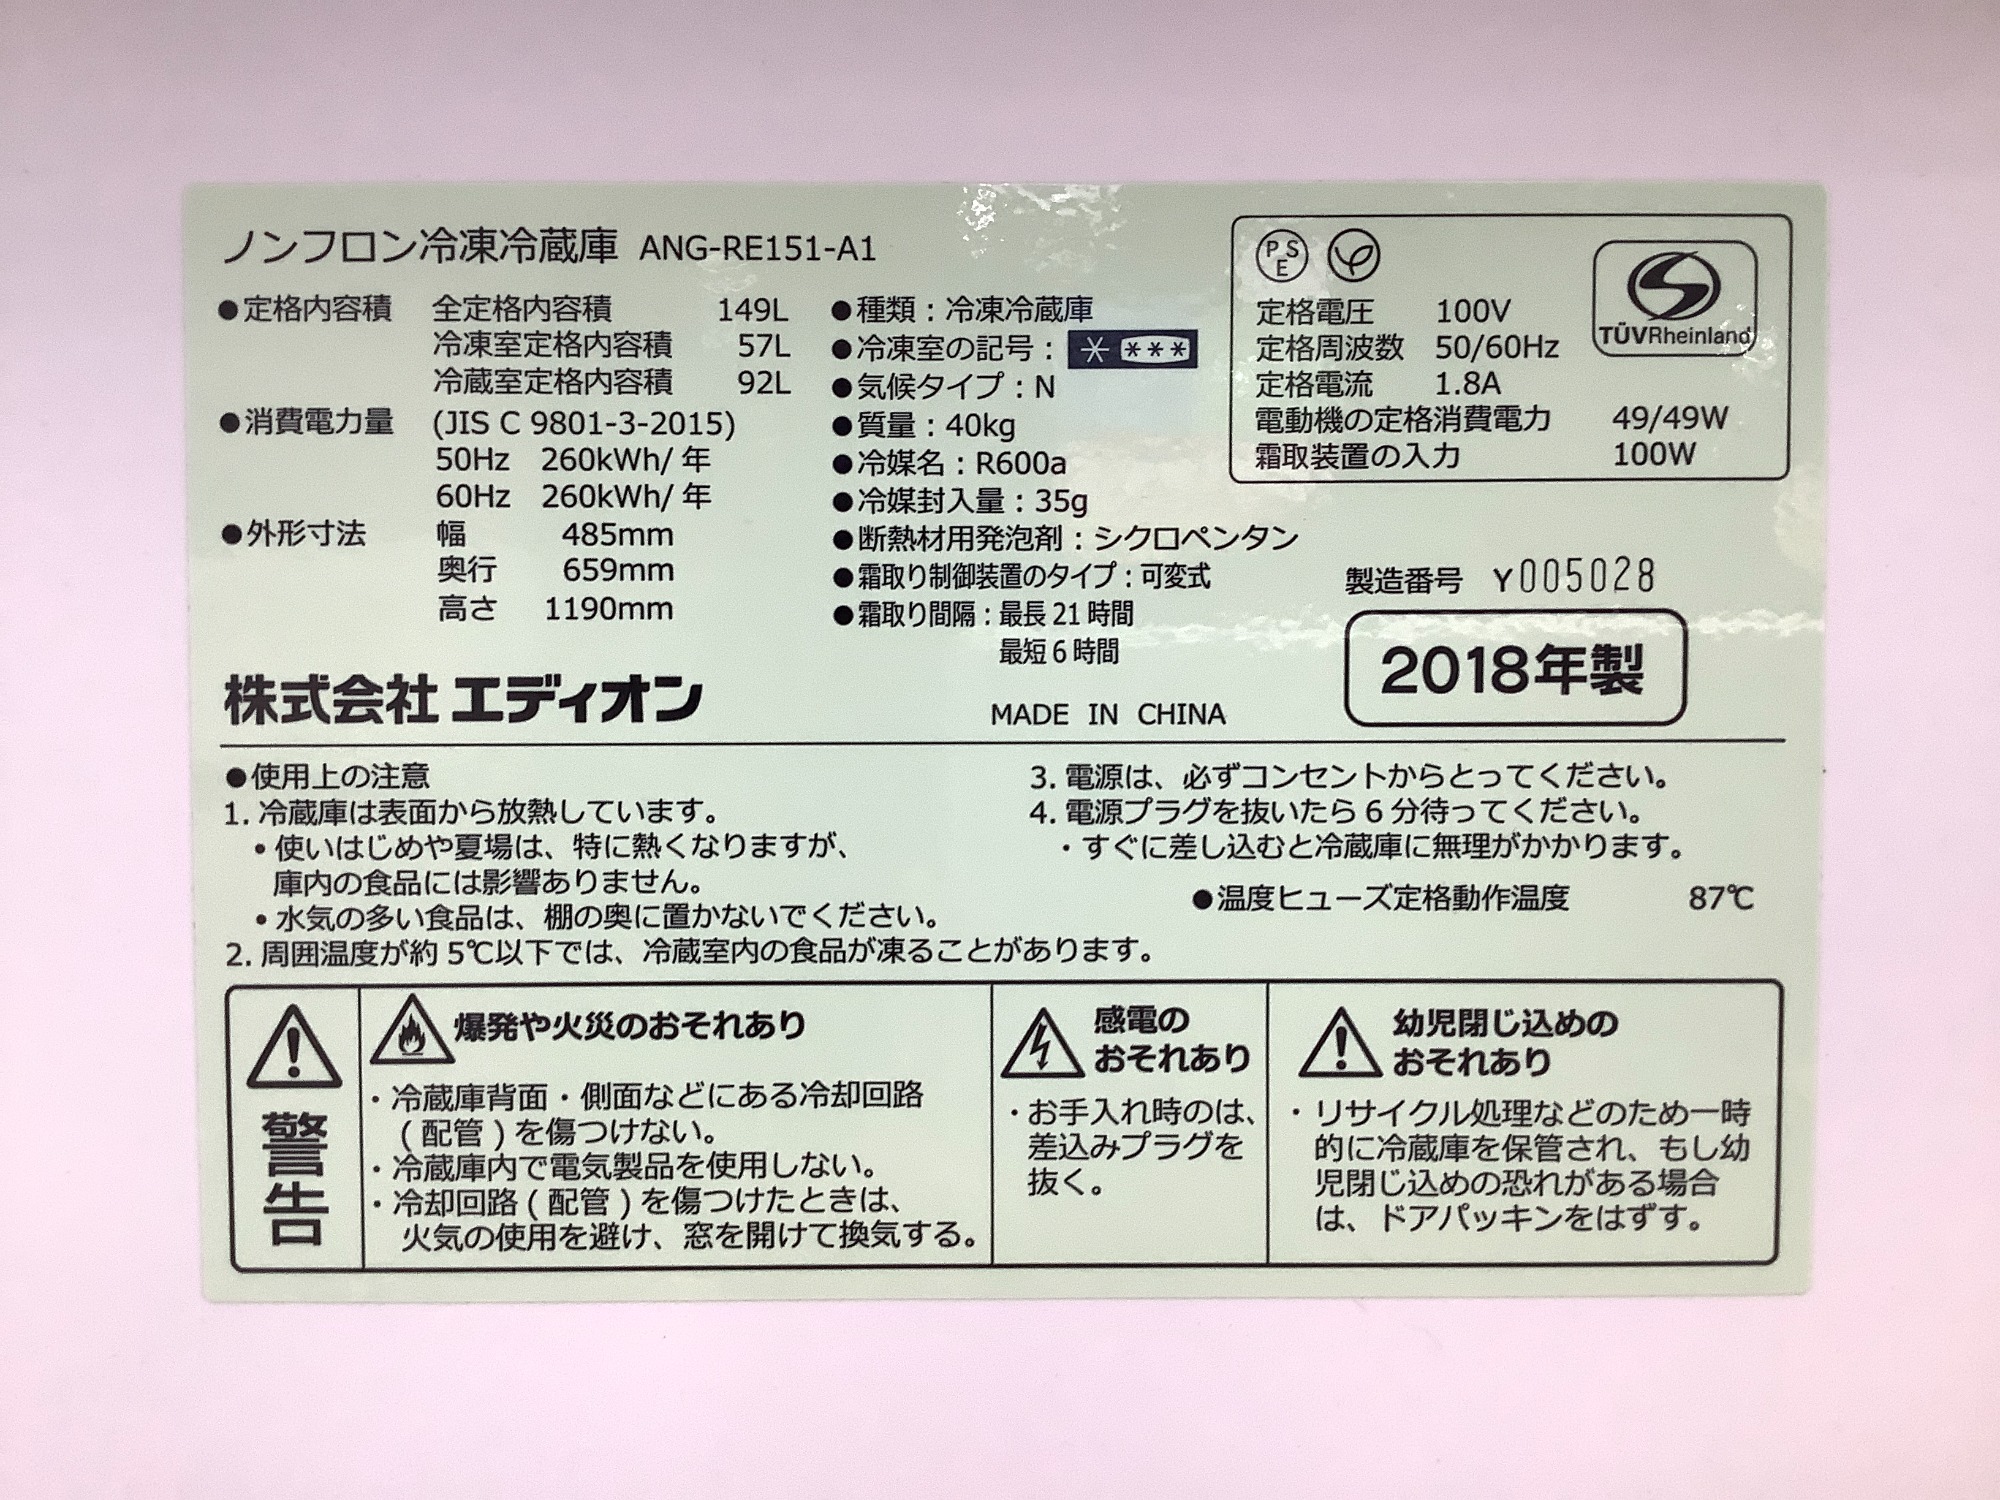 ノンフロン冷凍冷蔵庫 ANG-RE151-A1
●定格内容積 全定格内容積 149L
冷凍室定格内容積 57L
冷蔵室定格内容積 92L
●消費電力量 (JIS C 9801-3-2015)
50Hz 260kWh/年
60Hz 260kWh/年
●外形寸法 幅 485mm
奥行 659mm
高さ 1190mm
●種類：冷凍冷蔵庫
●冷凍室の記号： * ***
●気候タイプ：N
●質量：40kg
●冷媒名：R600a
●冷媒封入量：35g
●断熱材用発泡剤：シクロペンタン
●霜取り制御装置のタイプ：可変式
●霜取り間隔：最長21時間
最短6時間
PSE
定格電圧 100V
定格周波数 50/60Hz
定格電流 1.8A
電動機の定格消費電力 49/49W
霜取装置の入力 100W
TÜVRheinland
製造番号 Y005028
2018年製
株式会社 エディオン
MADE IN CHINA
●使用上の注意
1. 冷蔵庫は表面から放熱しています。
・使いはじめや夏場は、特に熱くなりますが、
庫内の食品には影響ありません。
・水気の多い食品は、棚の奥に置かないでください。
2. 周囲温度が約5℃以下では、冷蔵室内の食品が凍ることがあります。
3. 電源は、必ずコンセントからとってください。
4. 電源プラグを抜いたら6分待ってください。
・すぐに差し込むと冷蔵庫に無理がかかります。
●温度ヒューズ定格動作温度 87℃
警告
爆発や火災のおそれあり
・冷蔵庫背面・側面などにある冷却回路
(配管)を傷つけない。
・冷蔵庫内で電気製品を使用しない。
・冷却回路(配管)を傷つけたときは、
火気の使用を避け、窓を開けて換気する。
感電の
おそれあり
・お手入れ時のは、
差込みプラグを
抜く。
幼児閉じ込めの
おそれあり
・リサイクル処理などのため一時
的に冷蔵庫を保管され、もし幼
児閉じ込めの恐れがある場合
は、ドアパッキンをはずす。